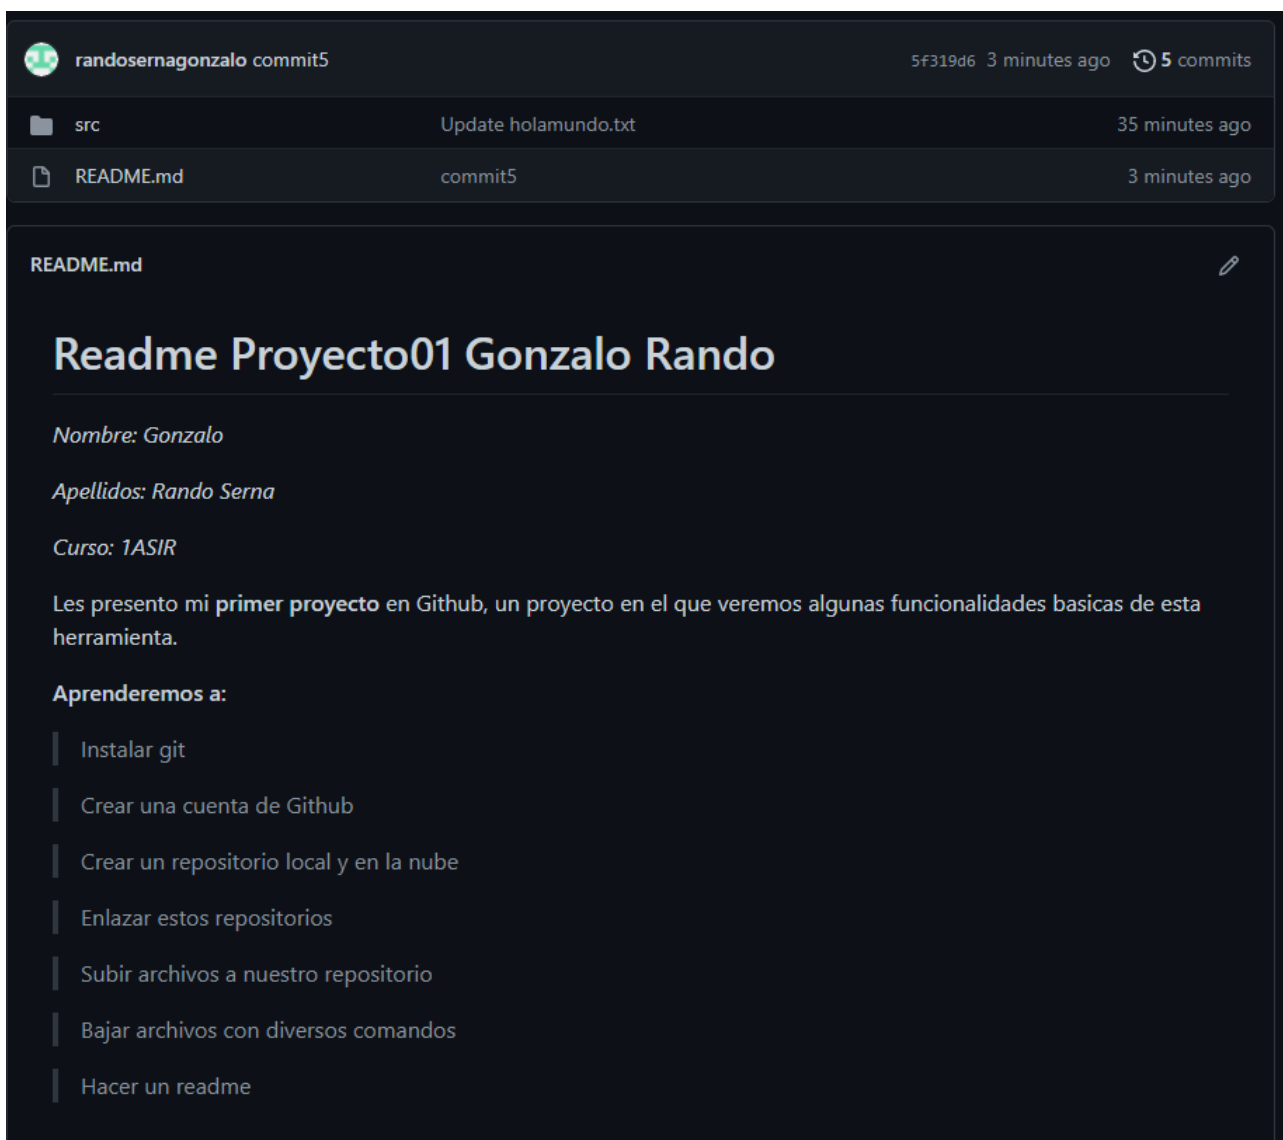 randosernagonzalo commit5 5f319d6 3 minutes ago 5 commits
src Update holamundo.txt 35 minutes ago
README.md commit5 3 minutes ago
README.md
Readme Proyecto01 Gonzalo Rando
Nombre: Gonzalo
Apellidos: Rando Serna
Curso: 1ASIR
Les presento mi primer proyecto en Github, un proyecto en el que veremos algunas funcionalidades basicas de esta
herramienta.
Aprenderemos a:
Instalar git
Crear una cuenta de Github
Crear un repositorio local y en la nube
Enlazar estos repositorios
Subir archivos a nuestro repositorio
Bajar archivos con diversos comandos
Hacer un readme